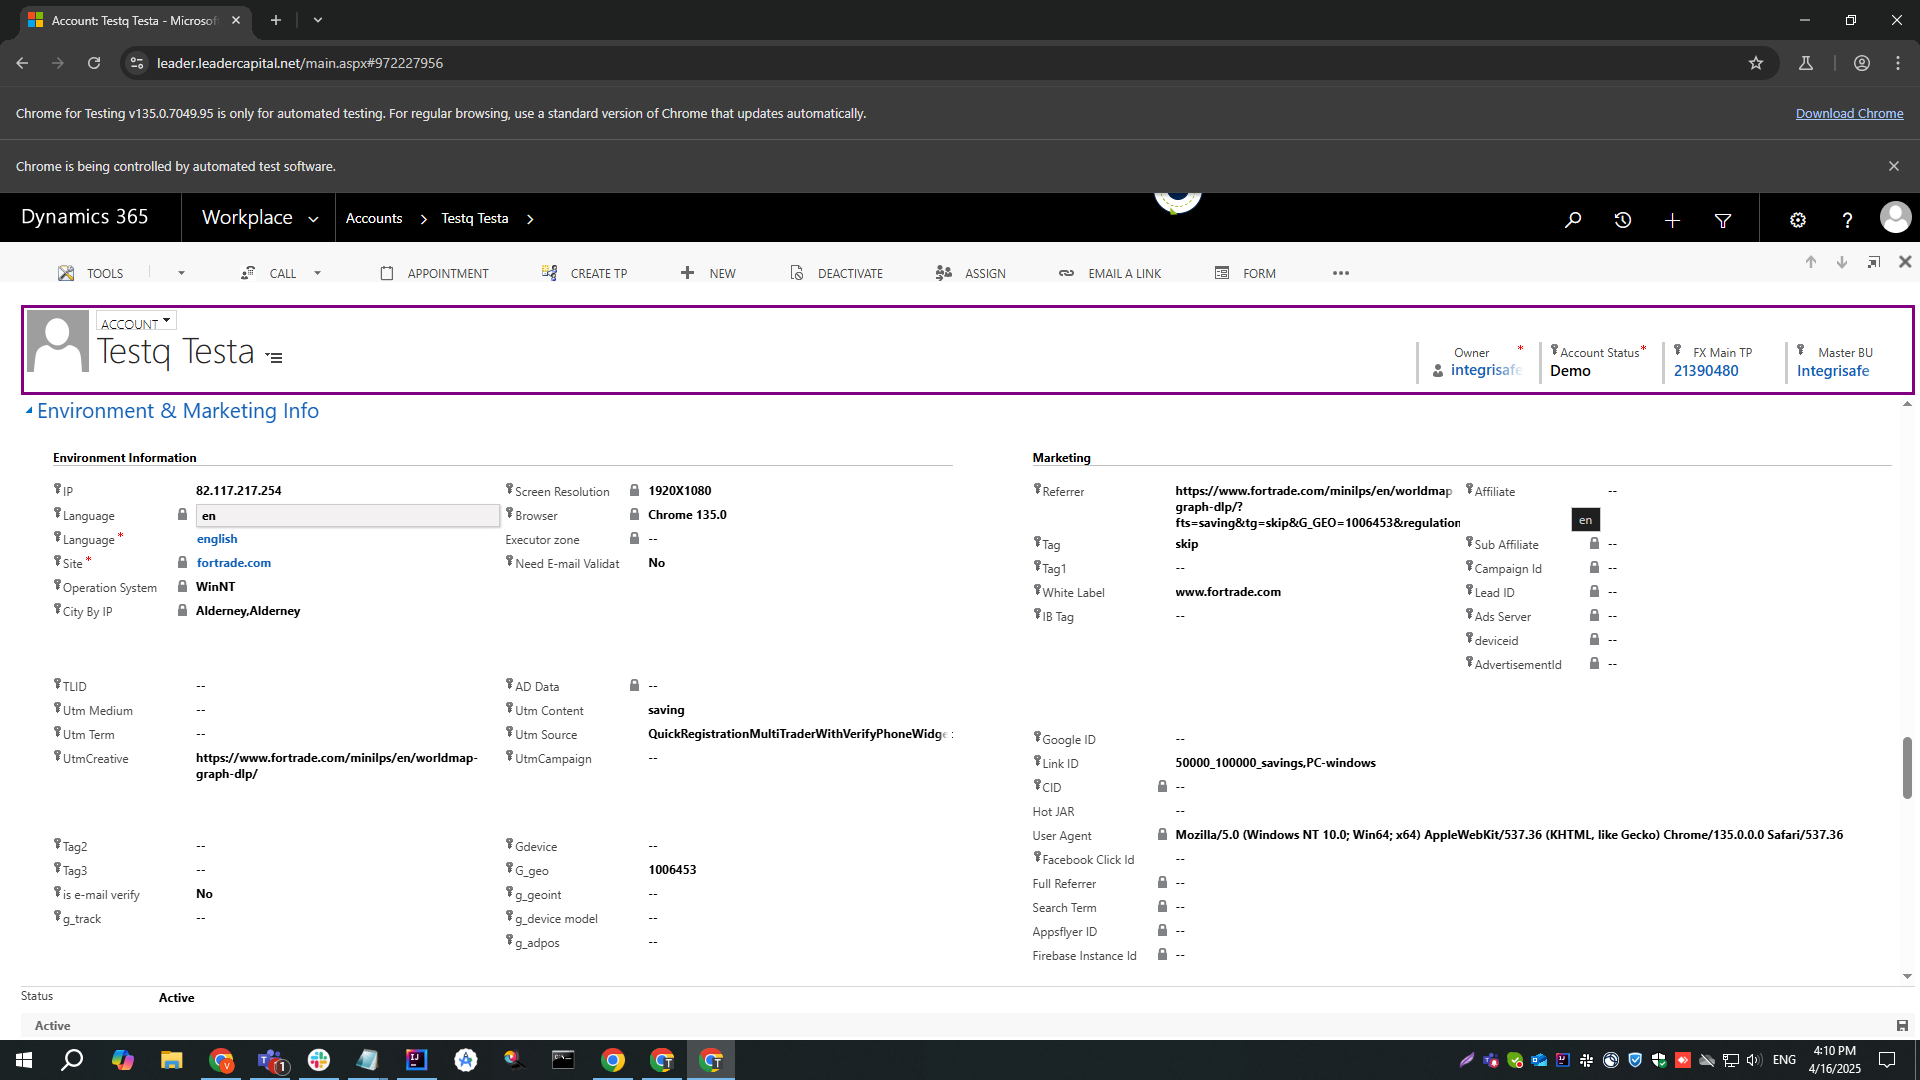 Account: Testq Testa - Microsof
leader.leadercapital.net/main.aspx#972227956
Chrome for Testing v135.0.7049.95 is only for automated testing. For regular browsing, use a standard version of Chrome that updates automatically.
Download Chrome
Chrome is being controlled by automated test software.
Dynamics 365
Workplace
Accounts
Testq Testa
TOOLS
CALL
APPOINTMENT
CREATE TP
NEW
DEACTIVATE
ASSIGN
EMAIL A LINK
FORM
ACCOUNT
Testq Testa
Owner *
integrisafe
Account Status*
Demo
FX Main TP
21390480
Master BU
Integrisafe
Environment & Marketing Info
Environment Information
IP 82.117.217.254
Language en
Language * english
Site * fortrade.com
Operation System WinNT
City By IP Alderney,Alderney
Screen Resolution 1920X1080
Browser Chrome 135.0
Executor zone --
Need E-mail Validat No
TLID --
Utm Medium --
Utm Term --
UtmCreative https://www.fortrade.com/minilps/en/worldmap-
graph-dlp/
AD Data --
Utm Content saving
Utm Source QuickRegistrationMultiTraderWithVerifyPhoneWidge
UtmCampaign --
Tag2 --
Tag3 --
is e-mail verify No
g_track --
Gdevice --
G_geo 1006453
g_geoint --
g_device model --
g_adpos --
Marketing
Referrer https://www.fortrade.com/minilps/en/worldmap
graph-dlp/?
fts=saving&tg=skip&G_GEO=1006453&regulation
Tag skip
Tag1 --
White Label www.fortrade.com
IB Tag --
Affiliate --
en
Sub Affiliate --
Campaign Id --
Lead ID --
Ads Server --
deviceid --
AdvertisementId --
Google ID --
Link ID 50000_100000_savings,PC-windows
CID --
Hot JAR --
User Agent Mozilla/5.0 (Windows NT 10.0; Win64; x64) AppleWebKit/537.36 (KHTML, like Gecko) Chrome/135.0.0.0 Safari/537.36
Facebook Click Id --
Full Referrer --
Search Term --
Appsflyer ID --
Firebase Instance Id --
Status Active
Active
ENG
4:10 PM
4/16/2025